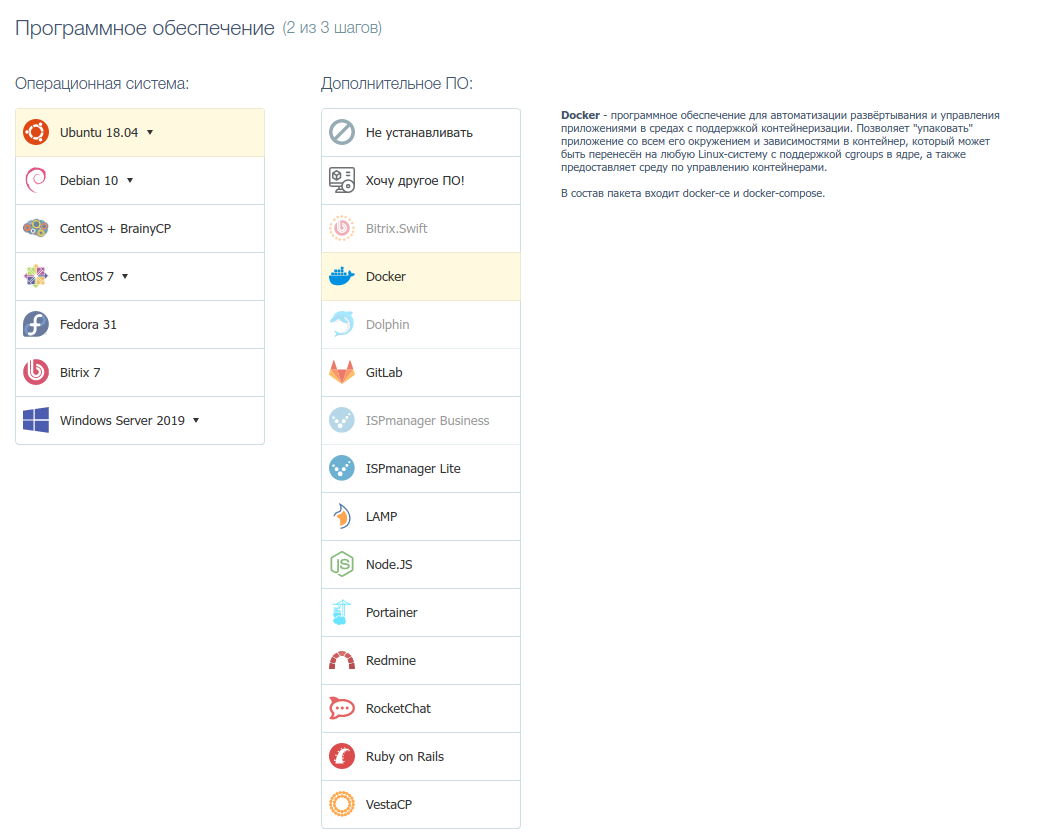 Программное обеспечение (2 из 3 шагов)
Операционная система:
Ubuntu 18.04
Debian 10
CentOS + BrainyCP
CentOS 7
Fedora 31
Bitrix 7
Windows Server 2019
Дополнительное ПО:
Не устанавливать
Хочу другое ПО!
Bitrix.Swift
Docker
Dolphin
GitLab
ISPmanager Business
ISPmanager Lite
LAMP
Node.JS
Portainer
Redmine
RocketChat
Ruby on Rails
VestaCP
Docker - программное обеспечение для автоматизации развёртывания и управления
приложениями в средах с поддержкой контейнеризации. Позволяет "упаковать"
приложение со всем его окружением и зависимостями в контейнер, который может
быть перенесён на любую Linux-систему с поддержкой cgroups в ядре, а также
предоставляет среду по управлению контейнерами.
В состав пакета входит docker-ce и docker-compose.